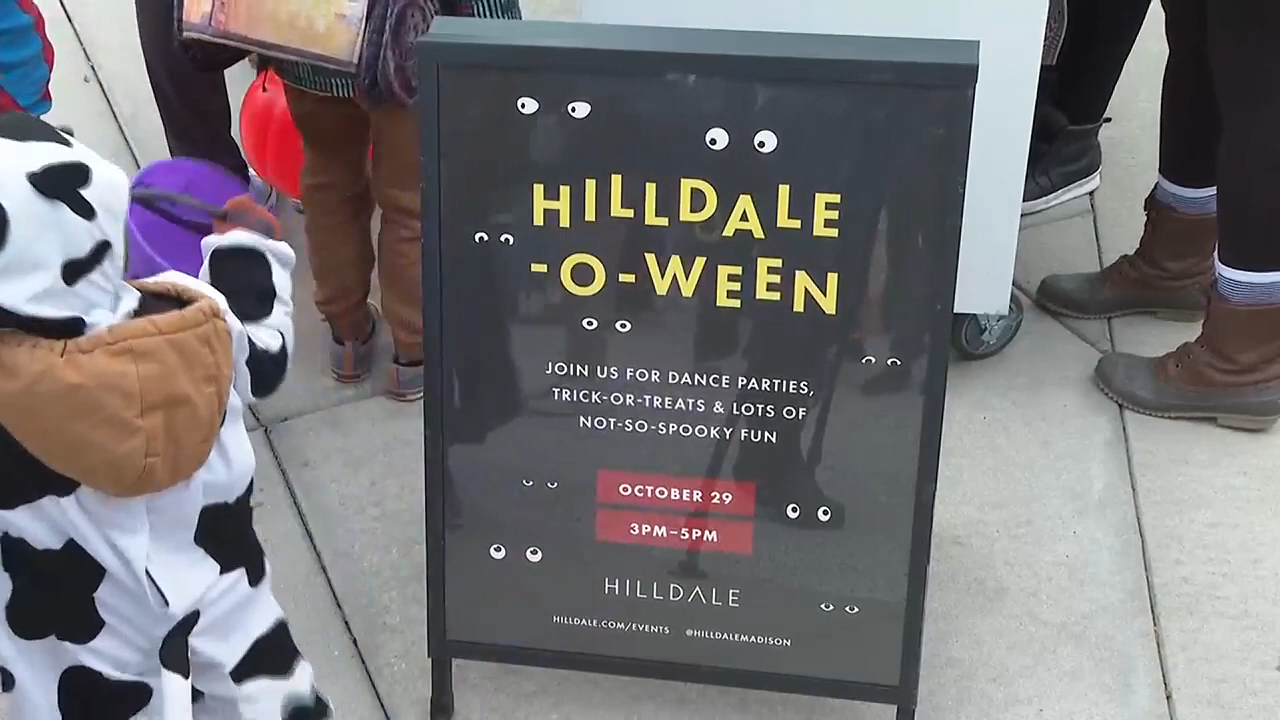 HILLDALE
-O-WEEN
JOIN US FOR DANCE PARTIES,
TRICK-OR-TREATS & LOTS OF
NOT-SO-SPOOKY FUN
OCTOBER 29
3PM–5PM
HILLDALE
HILLDALE.COM/EVENTS @HILLDALEMADISON